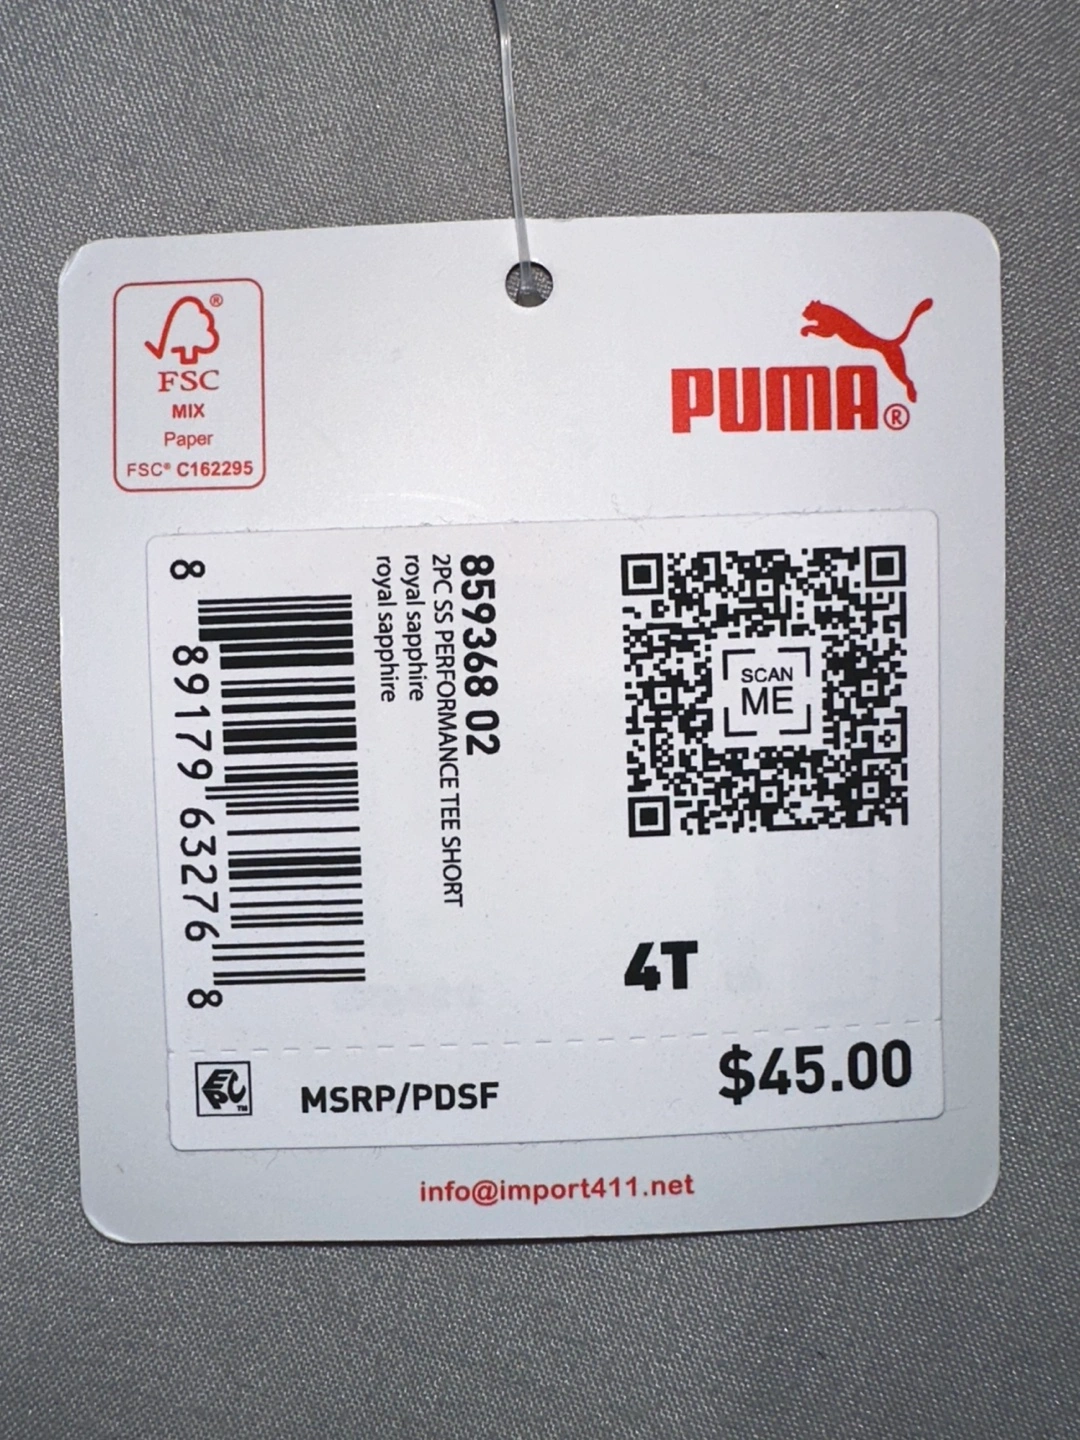 FSC®
MIX
Paper
FSC® C162295
PUMA®
859368 02
2PC SS PERFORMANCE TEE SHORT
royal sapphire
royal sapphire
8 89179 63276 8
SCAN
ME
4T
EPC™
MSRP/PDSF
$45.00
info@import411.net